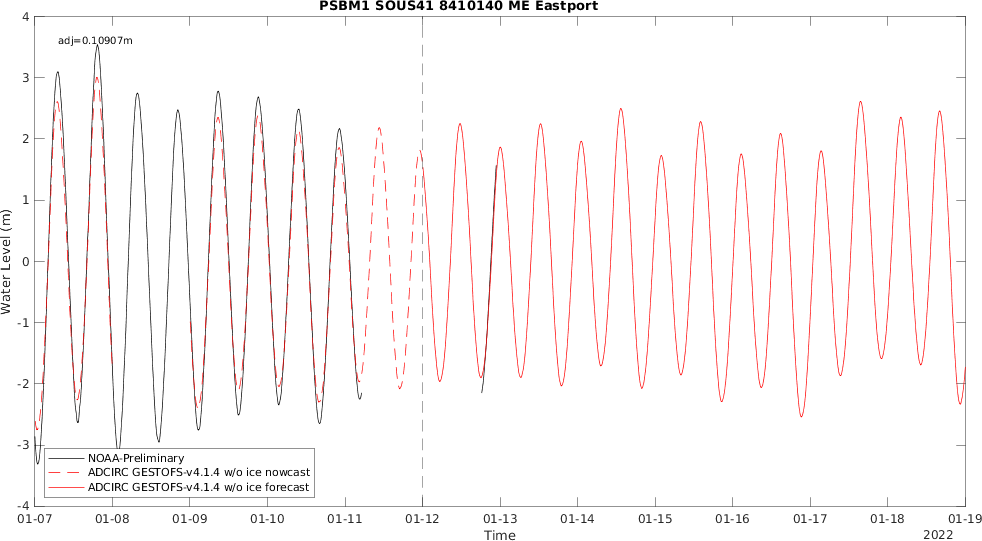 PSBM1 SOUS41 8410140 ME Eastport
adj=0.10907m
4
3
2
1
0
-1
-2
-3
-4
Water Level (m)
NOAA-Preliminary
ADCIRC GESTOFS-v4.1.4 w/o ice nowcast
ADCIRC GESTOFS-v4.1.4 w/o ice forecast
01-07 01-08 01-09 01-10 01-11 01-12 01-13 01-14 01-15 01-16 01-17 01-18 01-19
Time
2022